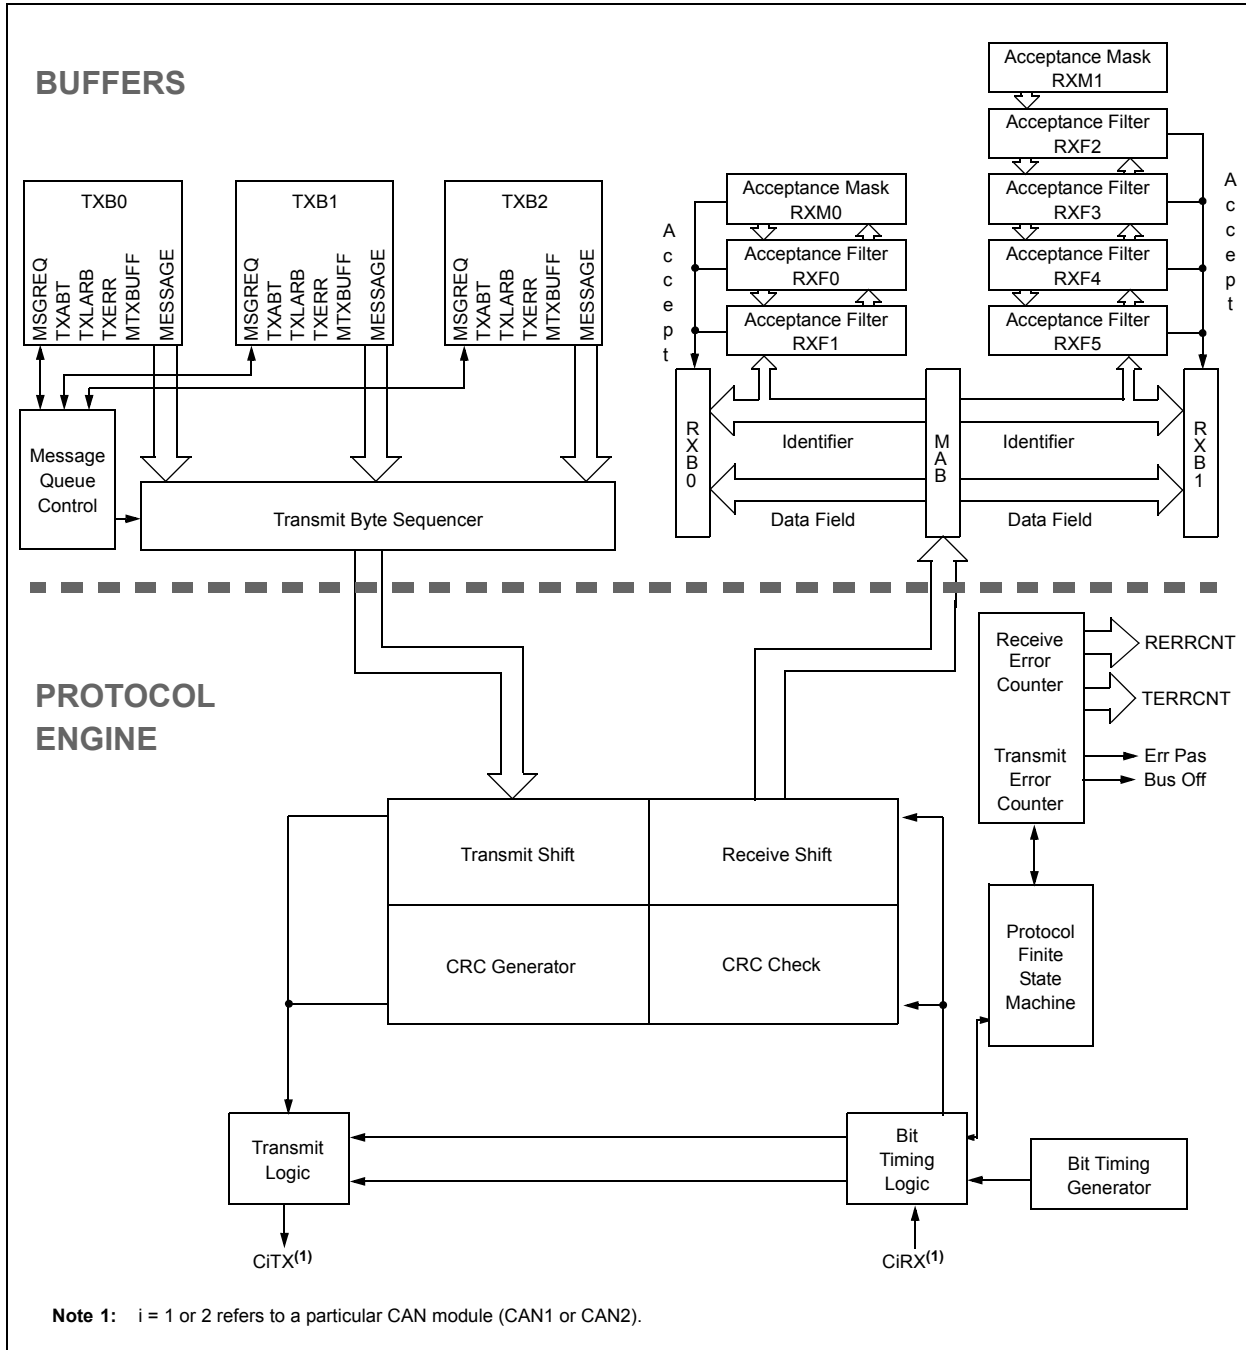 BUFFERS
Acceptance Mask
RXM1
Acceptance Filter
RXF2
Acceptance Filter
RXF3
Acceptance Filter
RXF4
Acceptance Filter
RXF5
Accept
Acceptance Mask
RXM0
Acceptance Filter
RXF0
Acceptance Filter
RXF1
Accept
TXB0
MSGREQ
TXABT
TXLARB
TXERR
MTXBUFF
MESSAGE
TXB1
MSGREQ
TXABT
TXLARB
TXERR
MTXBUFF
MESSAGE
TXB2
MSGREQ
TXABT
TXLARB
TXERR
MTXBUFF
MESSAGE
Message
Queue
Control
Transmit Byte Sequencer
RXB0
Identifier
Data Field
MAB
Identifier
Data Field
RXB1
PROTOCOL
ENGINE
Receive
Error
Counter
Transmit
Error
Counter
RERRCNT
TERRCNT
Err Pas
Bus Off
Transmit Shift
Receive Shift
CRC Generator
CRC Check
Protocol
Finite
State
Machine
Transmit
Logic
Bit
Timing
Logic
Bit Timing
Generator
CiTX(1)
CiRX(1)
Note 1: i = 1 or 2 refers to a particular CAN module (CAN1 or CAN2).